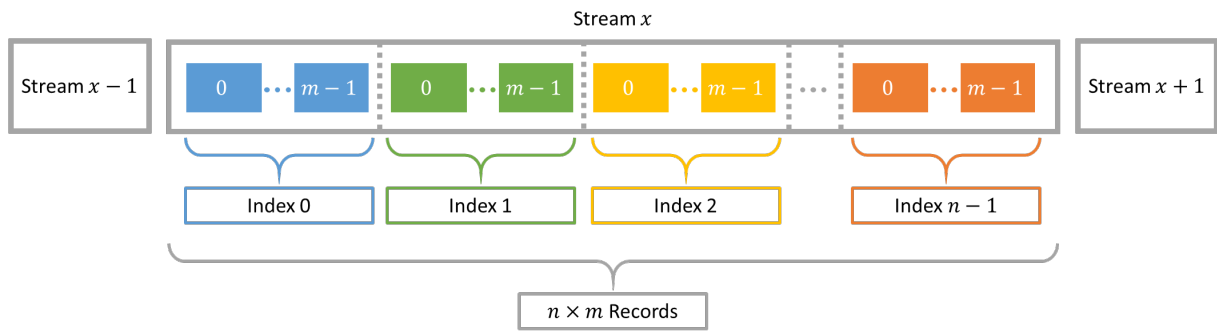 Stream x
Stream x − 1
0 ••• m − 1
0 ••• m − 1
0 ••• m − 1
•••
0 ••• m − 1
Stream x + 1
Index 0
Index 1
Index 2
Index n − 1
n × m Records